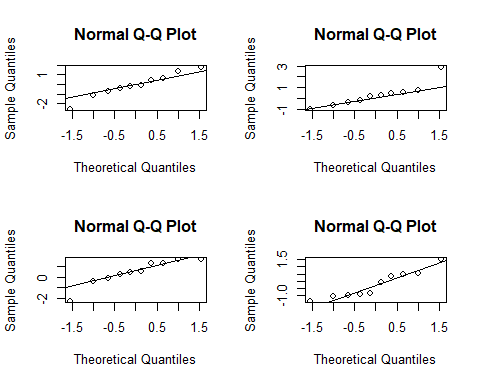 Normal Q-Q Plot
Sample Quantiles
1
-2
-1.5 -0.5 0.5 1.5
Theoretical Quantiles
Normal Q-Q Plot
Sample Quantiles
3
1
-1
-1.5 -0.5 0.5 1.5
Theoretical Quantiles
Normal Q-Q Plot
Sample Quantiles
0
-2
-1.5 -0.5 0.5 1.5
Theoretical Quantiles
Normal Q-Q Plot
Sample Quantiles
1.5
-1.0
-1.5 -0.5 0.5 1.5
Theoretical Quantiles